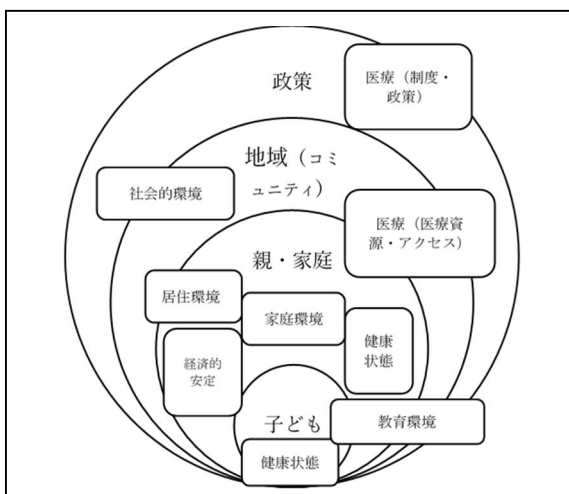 政策
医療（制度・
政策）
地域（コミ
ュニティ）
社会的環境
医療（医療資
源・アクセス）
親・家庭
居住環境
家庭環境
健康
状態
経済的
安定
子ども
教育環境
健康状態